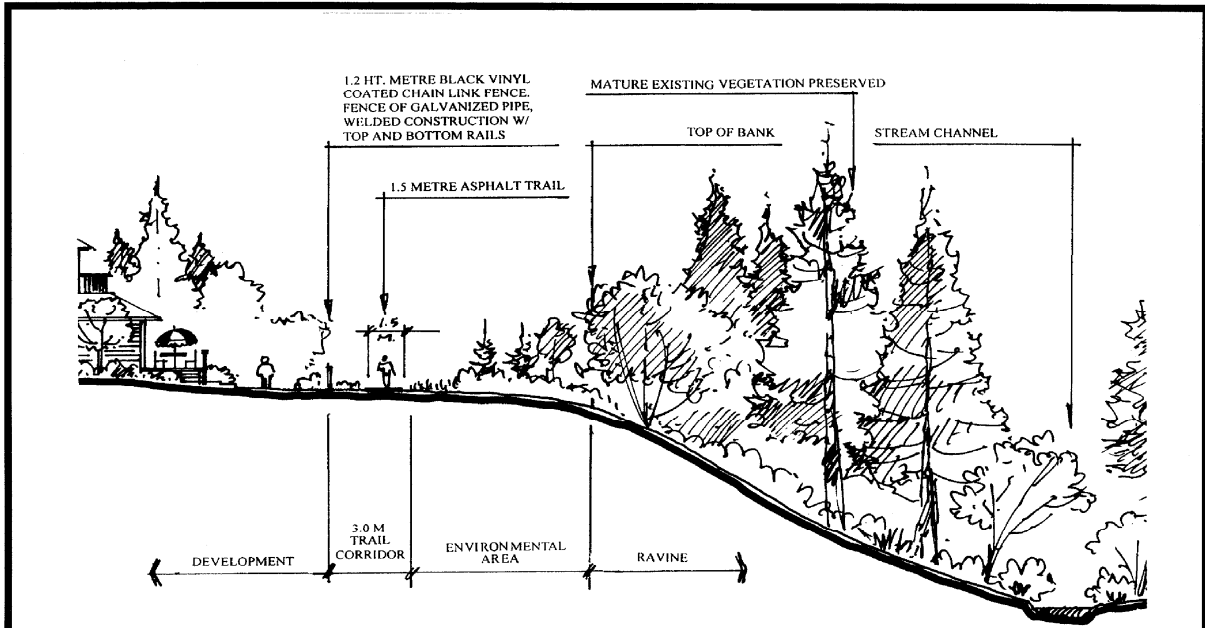 1.2 HT. METRE BLACK VINYL
COATED CHAIN LINK FENCE.
FENCE OF GALVANIZED PIPE,
WELDED CONSTRUCTION W/
TOP AND BOTTOM RAILS
MATURE EXISTING VEGETATION PRESERVED
TOP OF BANK
STREAM CHANNEL
1.5 METRE ASPHALT TRAIL
1.5
M.
DEVELOPMENT
3.0 M
TRAIL
CORRIDOR
ENVIRONMENTAL
AREA
RAVINE